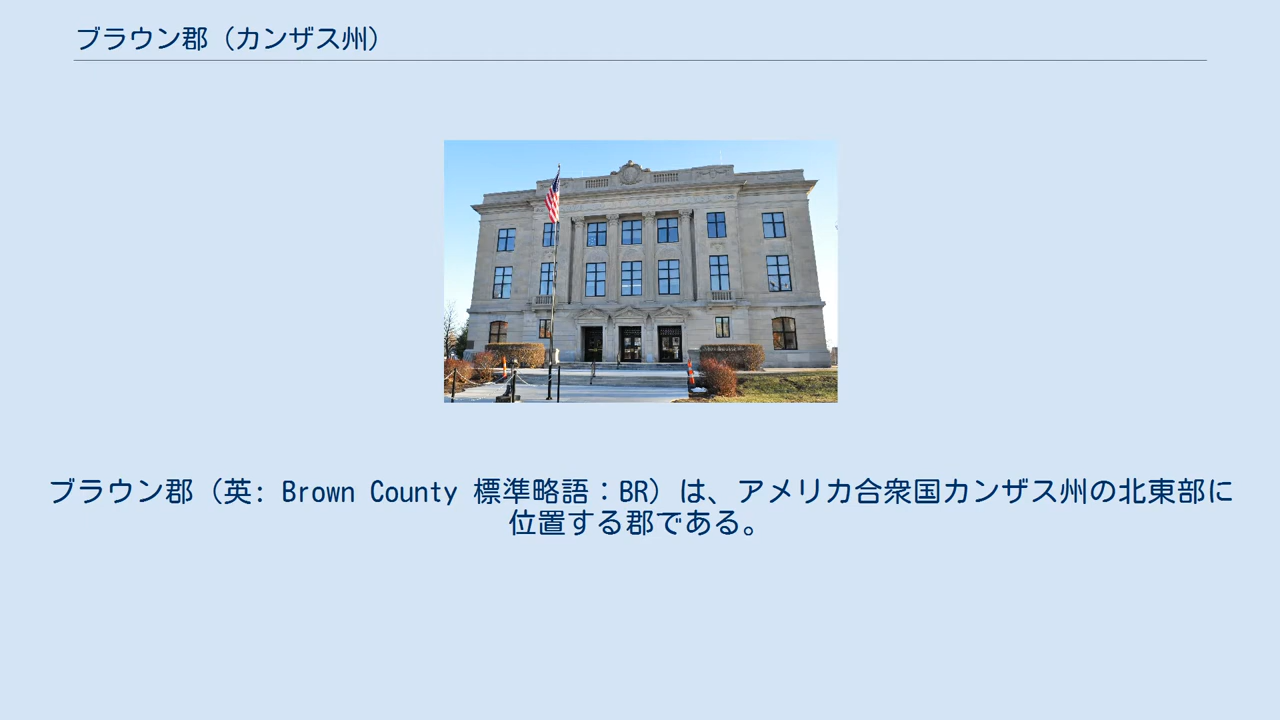 ブラウン郡（カンザス州）
ブラウン郡（英: Brown County 標準略語：BR）は、アメリカ合衆国カンザス州の北東部に
位置する郡である。